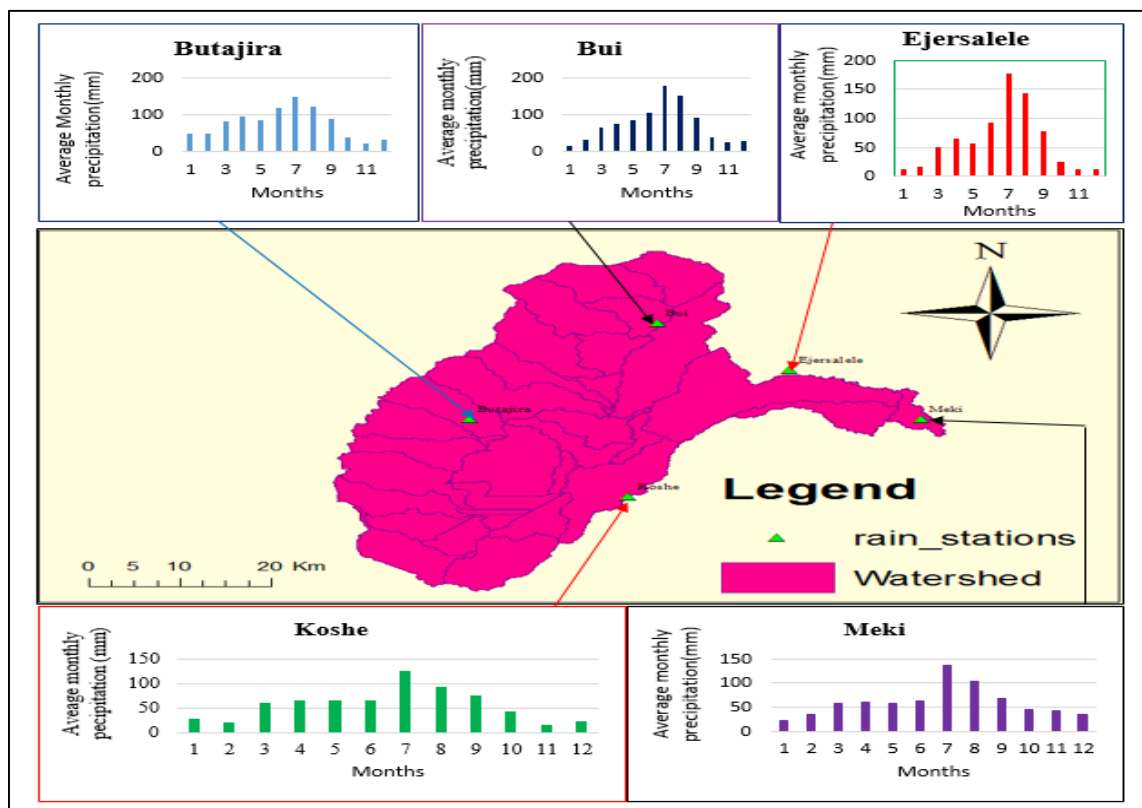 Butajira
Average Monthly
precipitation(mm)
200
100
0
1 3 5 7 9 11
Months
Bui
Average monthly
precipitation(mm)
200
100
0
1 3 5 7 9 11
Months
Ejersalele
Average monthly
precipitation(mm)
200
150
100
50
0
1 3 5 7 9 11
Months
N
Bui
Ejersalele
Butajira
Meki
Koshe
Legend
rain_stations
Watershed
0 5 10 20 Km
Koshe
Aveage monthly
pecipitation (mm)
150
100
50
0
1 2 3 4 5 6 7 8 9 10 11 12
Months
Meki
Average monthly
precipitation(mm)
150
100
50
0
1 2 3 4 5 6 7 8 9 10 11 12
Months